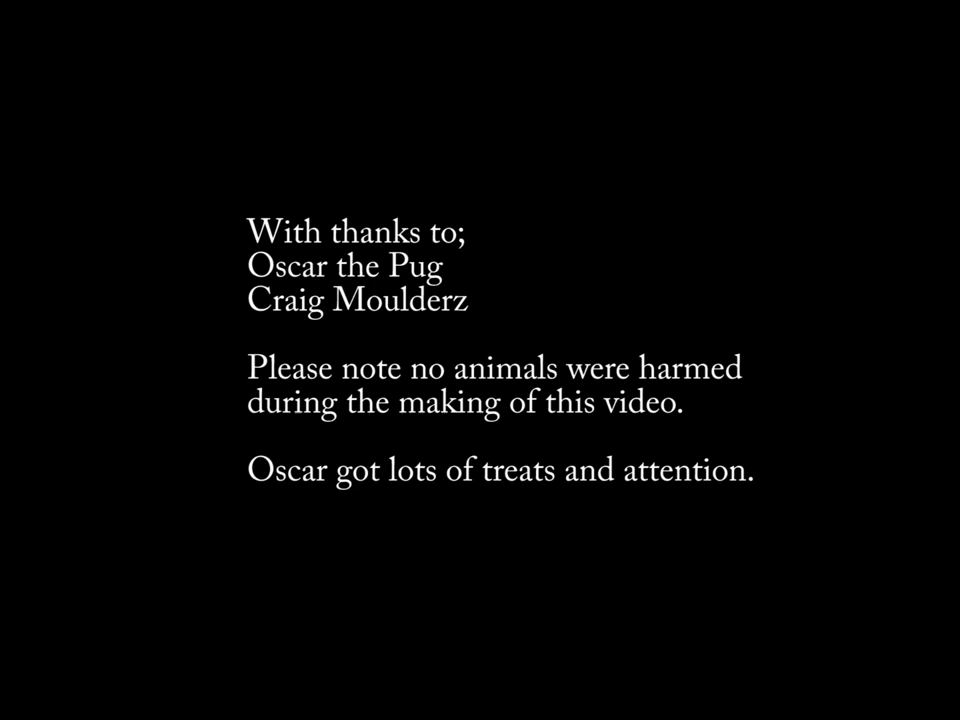 With thanks to;
Oscar the Pug
Craig Moulderz
Please note no animals were harmed
during the making of this video.
Oscar got lots of treats and attention.